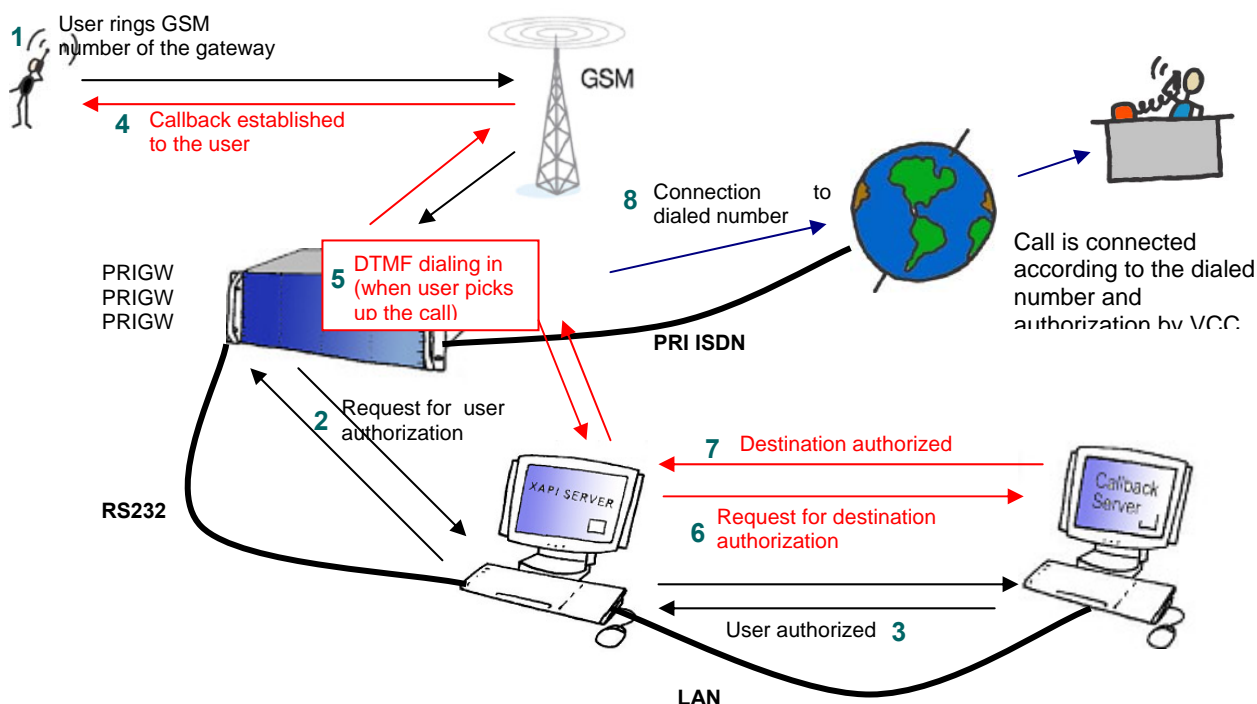 1 User rings GSM
number of the gateway
GSM
4 Callback established
to the user
8 Connection to
dialed number
PRIGW
PRIGW
PRIGW
5 DTMF dialing in
(when user picks
up the call)
Call is connected
according to the dialed
number and
authorization by VCC
PRI ISDN
2 Request for user
authorization
7 Destination authorized
XAPI SERVER
Callback
Server
RS232
6 Request for destination
authorization
User authorized 3
LAN